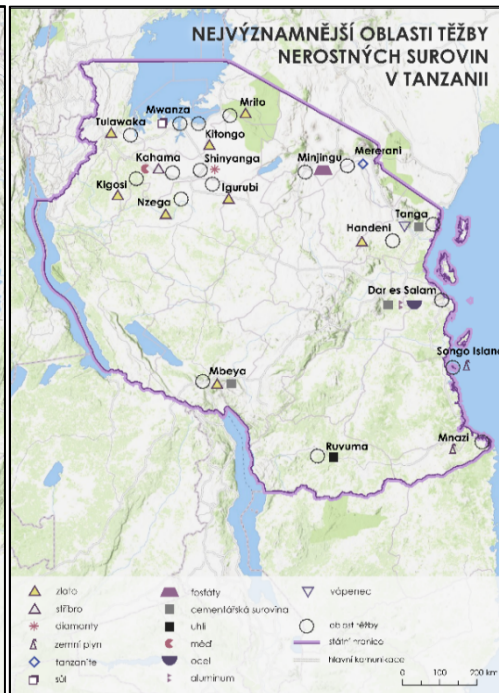 NEJVÝZNAMNĚJŠÍ OBLASTI TĚŽBY
NEROSTNÝCH SUROVIN
V TANZANII
Mrito
Mwanza
Tulawaka
Kitongo
Mererani
Kahama
Shinyanga
Minjingu
Kigosi
Igurubi
Nzega
Tanga
Handeni
Dar es Salam
Songo Island
Mbeya
Mnazi
Ruvuma
zlato
stříbro
diamanty
zemní plyn
tanzanite
sůl
fosfáty
cementářská surovina
uhlí
měď
ocel
aluminum
vápenec
oblast těžby
státní hranice
hlavní komunikace
0 100 200 km